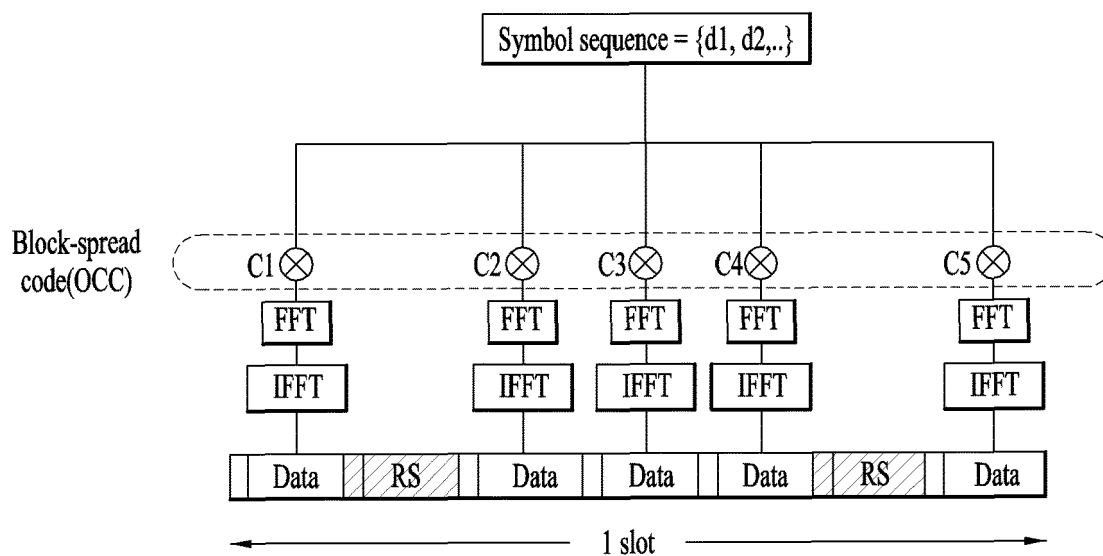 Symbol sequence = {d1, d2,..}
Block-spread
code(OCC)
C1 C2 C3 C4 C5
FFT FFT FFT FFT FFT
IFFT IFFT IFFT IFFT IFFT
Data RS Data Data Data RS Data
1 slot